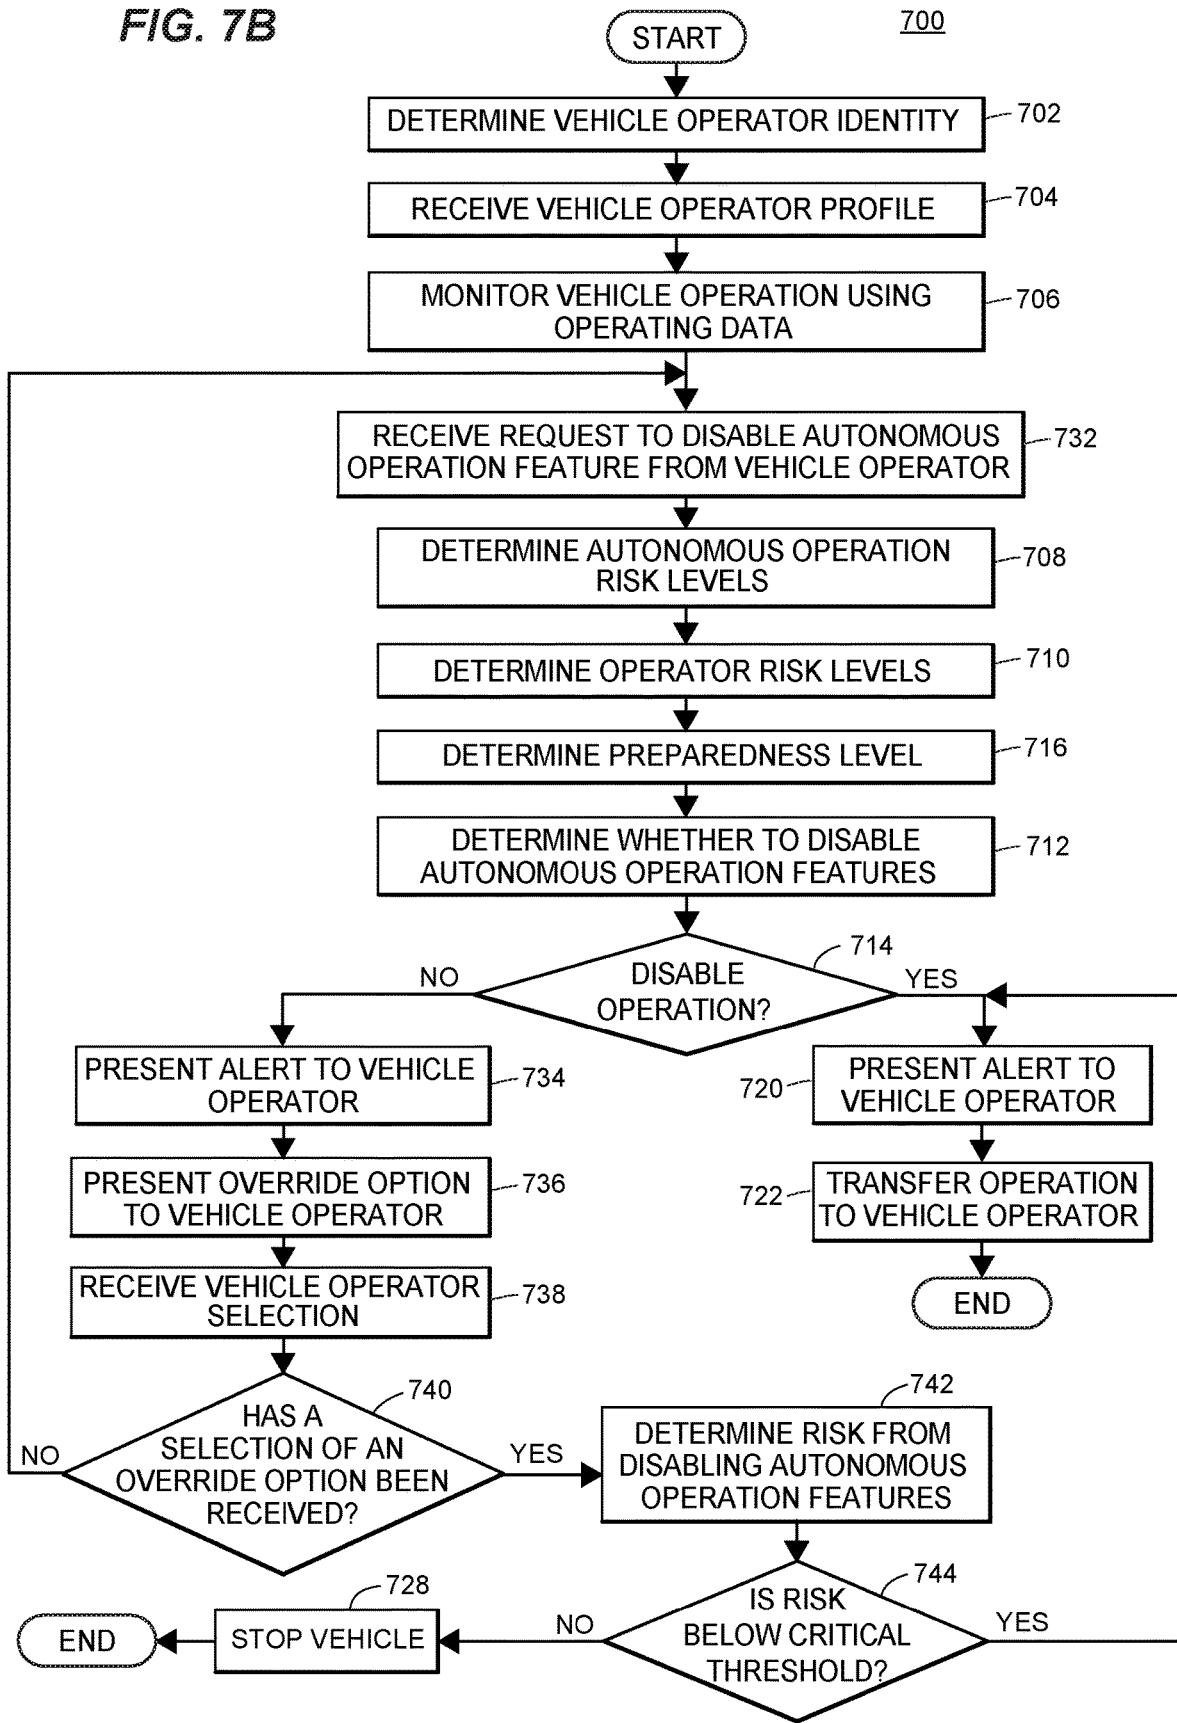 FIG. 7B
700
START
DETERMINE VEHICLE OPERATOR IDENTITY
702
RECEIVE VEHICLE OPERATOR PROFILE
704
MONITOR VEHICLE OPERATION USING
OPERATING DATA
706
RECEIVE REQUEST TO DISABLE AUTONOMOUS
OPERATION FEATURE FROM VEHICLE OPERATOR
732
DETERMINE AUTONOMOUS OPERATION
RISK LEVELS
708
DETERMINE OPERATOR RISK LEVELS
710
DETERMINE PREPAREDNESS LEVEL
716
DETERMINE WHETHER TO DISABLE
AUTONOMOUS OPERATION FEATURES
712
714
NO
DISABLE
OPERATION?
YES
PRESENT ALERT TO VEHICLE
OPERATOR
734
720
PRESENT ALERT TO
VEHICLE OPERATOR
PRESENT OVERRIDE OPTION
TO VEHICLE OPERATOR
736
722
TRANSFER OPERATION
TO VEHICLE OPERATOR
RECEIVE VEHICLE OPERATOR
SELECTION
738
END
740
NO
HAS A
SELECTION OF AN
OVERRIDE OPTION BEEN
RECEIVED?
YES
742
DETERMINE RISK FROM
DISABLING AUTONOMOUS
OPERATION FEATURES
744
IS RISK
BELOW CRITICAL
THRESHOLD?
NO
YES
728
STOP VEHICLE
END